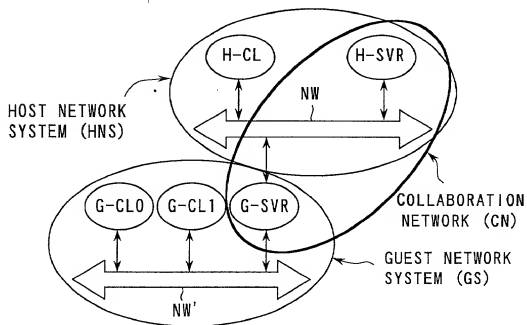 H-CL
H-SVR
NW
HOST NETWORK
SYSTEM (HNS)
G-CL0
G-CL1
G-SVR
COLLABORATION
NETWORK (CN)
GUEST NETWORK
SYSTEM (GS)
NW'